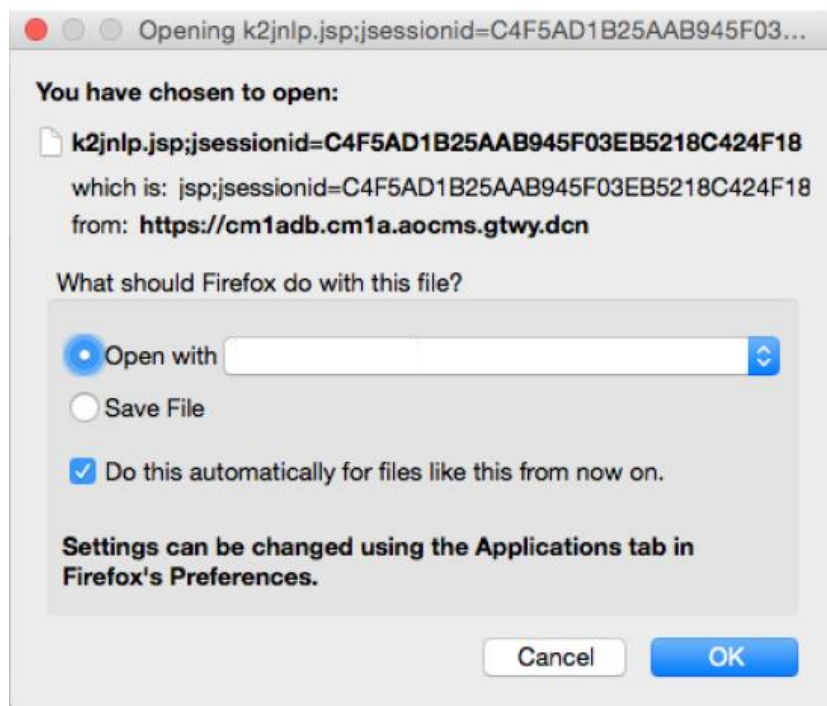 Opening k2jnlp.jsp;jsessionid=C4F5AD1B25AAB945F03...
You have chosen to open:
k2jnlp.jsp;jsessionid=C4F5AD1B25AAB945F03EB5218C424F18
which is: jsp;jsessionid=C4F5AD1B25AAB945F03EB5218C424F18
from: https://cm1adb.cm1a.aocms.gtwy.dcn
What should Firefox do with this file?
Open with
Save File
Do this automatically for files like this from now on.
Settings can be changed using the Applications tab in
Firefox's Preferences.
Cancel OK